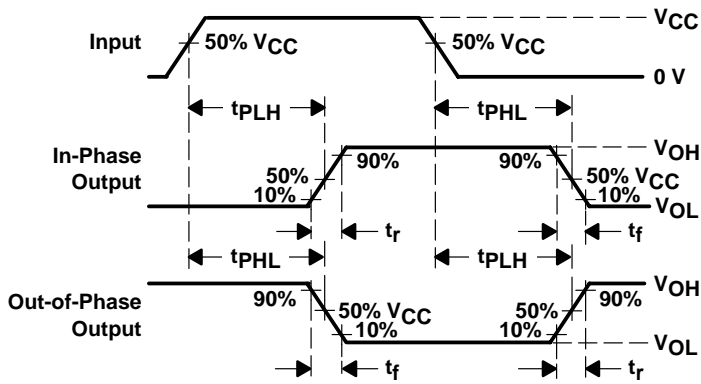 VCC
Input
50% VCC
50% VCC
0 V
tPLH
tPHL
In-Phase
Output
90%
90%
VOH
50%
50% VCC
10%
10%
VOL
tr
tf
tPHL
tPLH
Out-of-Phase
Output
90%
90%
VOH
50% VCC
50%
10%
10%
VOL
tf
tr